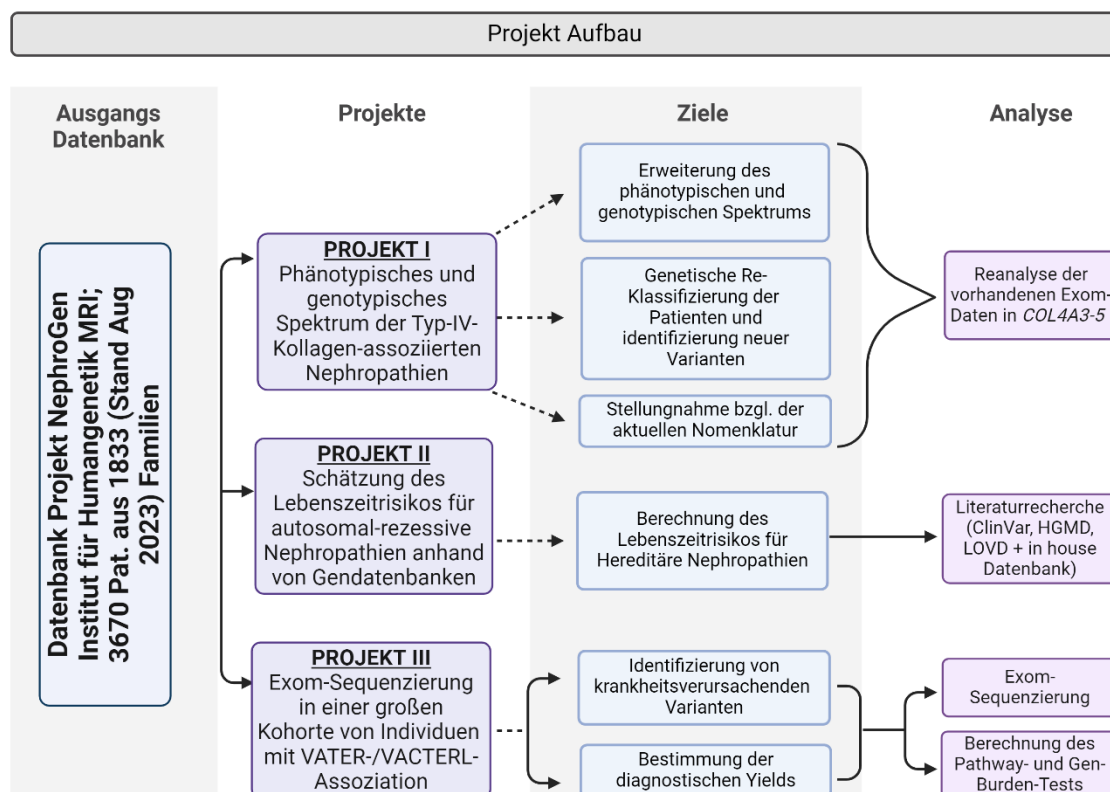 Projekt Aufbau
Ausgangs
Datenbank
Projekte
Ziele
Analyse
Datenbank Projekt NephroGen
Institut für Humangenetik MRI;
3670 Pat. aus 1833 (Stand Aug
2023) Familien
PROJEKT I
Phänotypisches und
genotypisches
Spektrum der Typ-IV-
Kollagen-assoziierten
Nephropathien
Erweiterung des
phänotypischen und
genotypischen Spektrums
Genetische Re-
Klassifizierung der
Patienten und
identifizierung neuer
Varianten
Stellungnahme bzgl. der
aktuellen Nomenklatur
Reanalyse der
vorhandenen Exom-
Daten in COL4A3-5
PROJEKT II
Schätzung des
Lebenszeitrisikos für
autosomal-rezessive
Nephropathien anhand
von Gendatenbanken
Berechnung des
Lebenszeitrisikos für
Hereditäre Nephropathien
Literaturrecherche
(ClinVar, HGMD,
LOVD + in house
Datenbank)
PROJEKT III
Exom-Sequenzierung
in einer großen
Kohorte von Individuen
mit VATER-/VACTERL-
Assoziation
Identifizierung von
krankheitsverursachenden
Varianten
Bestimmung der
diagnostischen Yields
Exom-
Sequenzierung
Berechnung des
Pathway- und Gen-
Burden-Tests